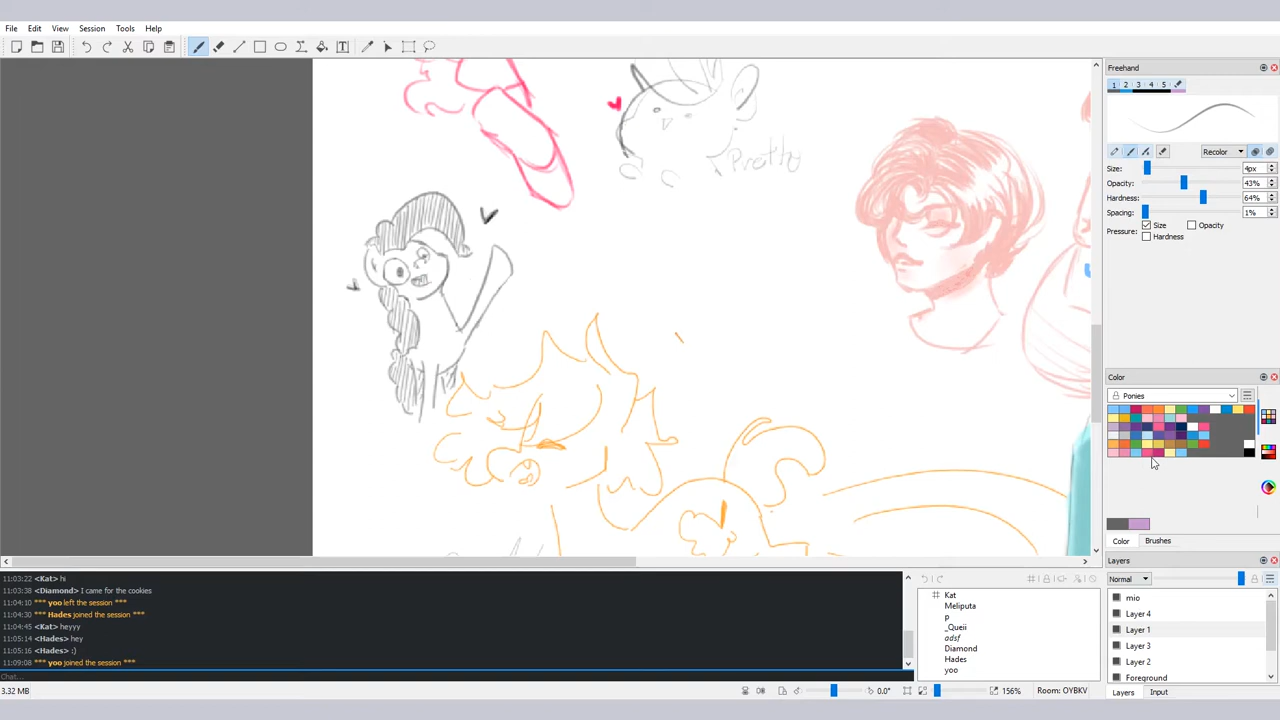 File Edit View Session Tools Help
Freehand
1 2 3 4 5
Recolor
Size: 4px
Opacity: 43%
Hardness: 64%
Spacing: 1%
Pressure: Size Opacity
Hardness
Pretty
Color
Ponies
Color Brushes
Layers
Normal
mio
Layer 4
Layer 1
Layer 3
Layer 2
Foreground
Layers Input
11:03:22 <Kat> hi
11:03:38 <Diamond> I came for the cookies
11:04:10 *** yoo left the session ***
11:04:30 *** Hades joined the session ***
11:04:45 <Kat> heyyy
11:05:14 <Hades> hey
11:05:16 <Hades> ;)
11:09:08 *** yoo joined the session ***
Chat...
Kat
Meliputa
p
_Queii
adsf
Diamond
Hades
yoo
3.32 MB
0.0°
156%
Room: OYBKV